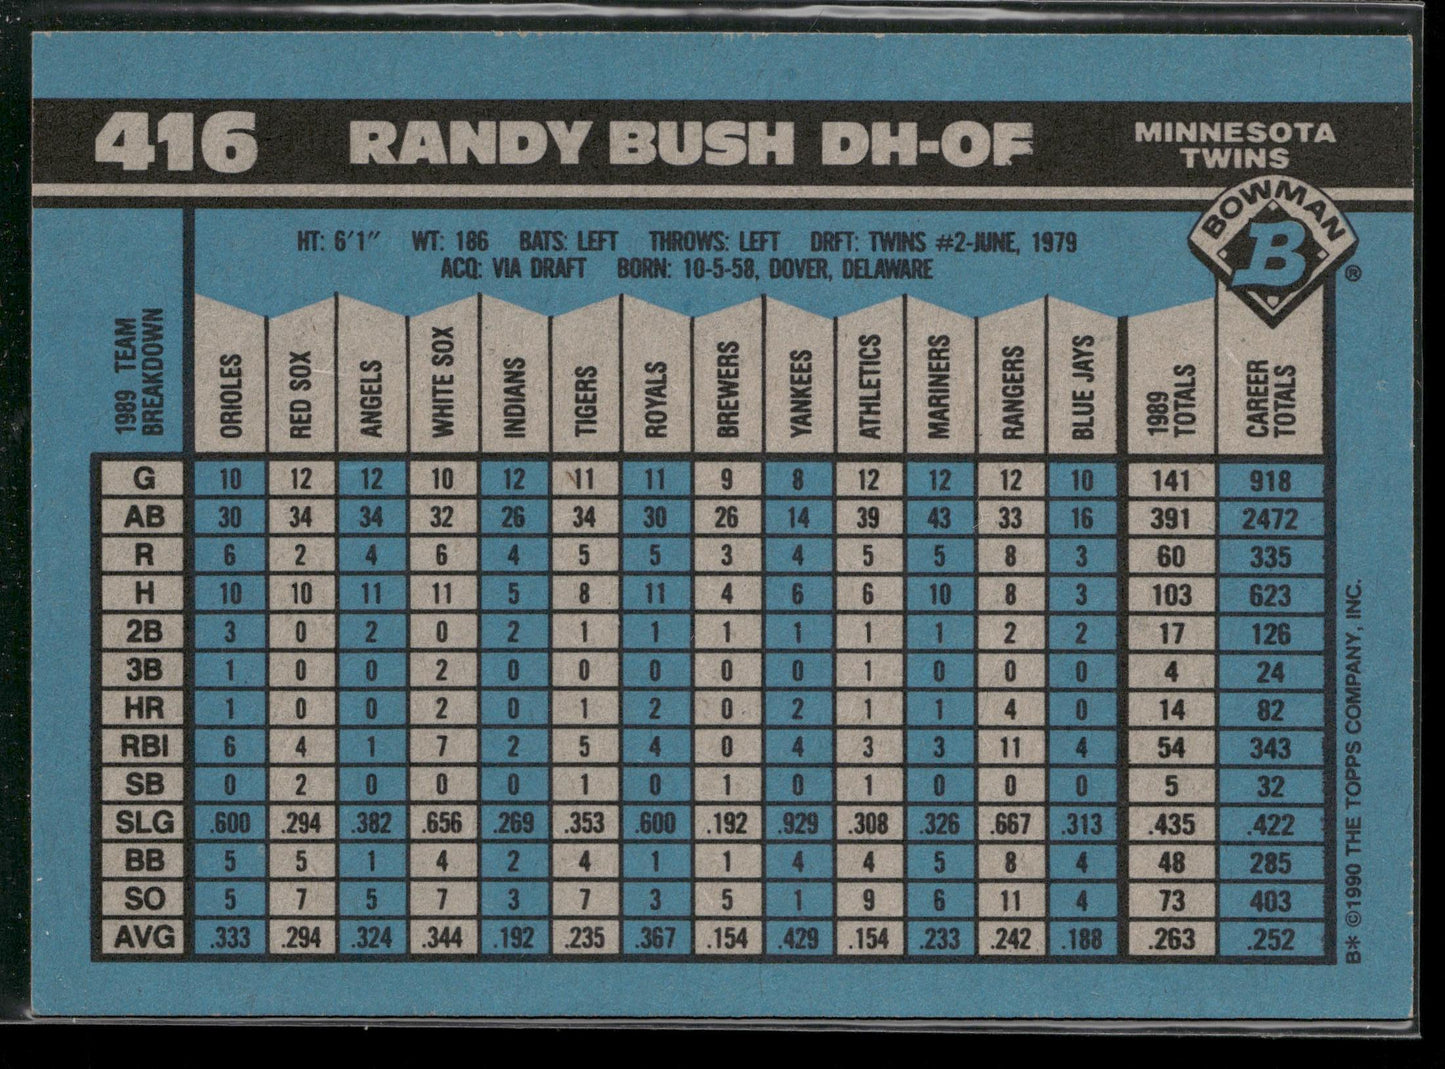 416 RANDY BUSH DH-OF MINNESOTA
TWINS
BOWMAN
B
®
HT: 6'1" WT: 186 BATS: LEFT THROWS: LEFT DRFT: TWINS #2-JUNE, 1979
ACQ: VIA DRAFT BORN: 10-5-58, DOVER, DELAWARE
1989 TEAM BREAKDOWN ORIOLES RED SOX ANGELS WHITE SOX INDIANS TIGERS ROYALS BREWERS YANKEES ATHLETICS MARINERS RANGERS BLUE JAYS 1989 TOTALS CAREER TOTALS
G 10 12 12 10 12 11 11 9 8 12 12 12 10 141 918
AB 30 34 34 32 26 34 30 26 14 39 43 33 16 391 2472
R 6 2 4 6 4 5 5 3 4 5 5 8 3 60 335
H 10 10 11 11 5 8 11 4 6 6 10 8 3 103 623
2B 3 0 2 0 2 1 1 1 1 1 1 2 2 17 126
3B 1 0 0 2 0 0 0 0 0 1 0 0 0 4 24
HR 1 0 0 2 0 1 2 0 2 1 1 4 0 14 82
RBI 6 4 1 7 2 5 4 0 4 3 3 11 4 54 343
SB 0 2 0 0 0 1 0 1 0 1 0 0 0 5 32
SLG .600 .294 .382 .656 .269 .353 .600 .192 .929 .308 .326 .667 .313 .435 .422
BB 5 5 1 4 2 4 1 1 4 4 5 8 4 48 285
SO 5 7 5 7 3 7 3 5 1 9 6 11 4 73 403
AVG .333 .294 .324 .344 .192 .235 .367 .154 .429 .154 .233 .242 .188 .263 .252
B* ©1990 THE TOPPS COMPANY, INC.